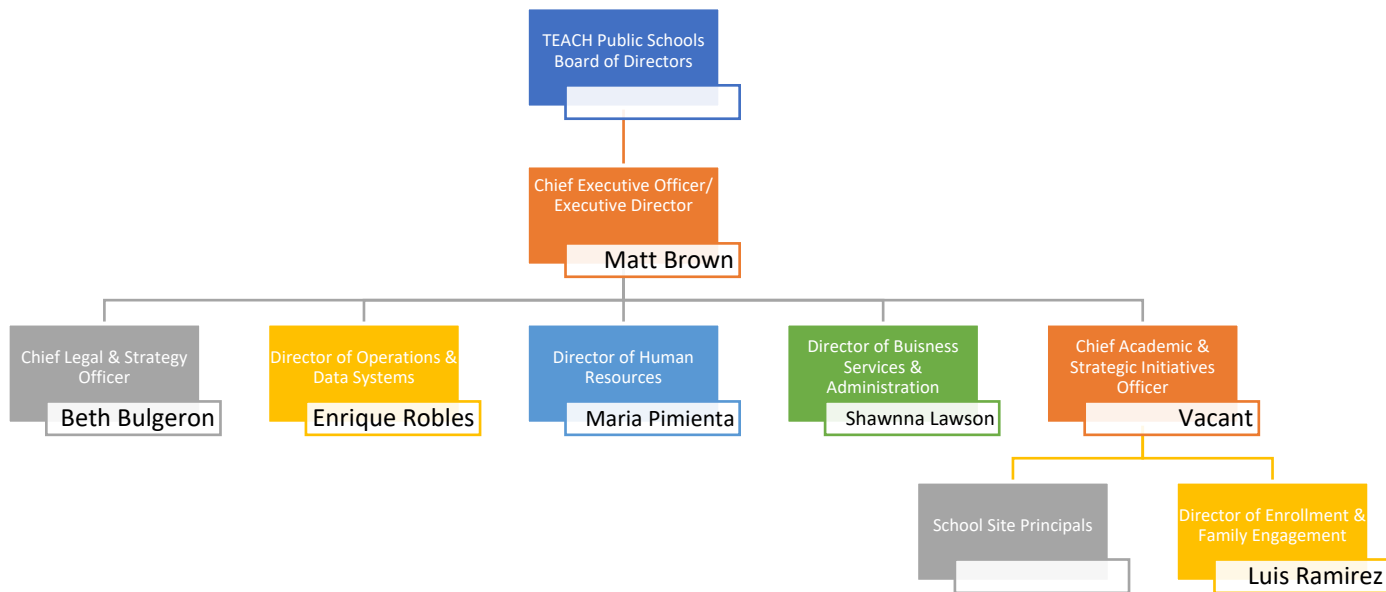 TEACH Public Schools
Board of Directors
Chief Executive Officer/
Executive Director
Matt Brown
Chief Legal & Strategy
Officer
Beth Bulgeron
Director of Operations &
Data Systems
Enrique Robles
Director of Human
Resources
Maria Pimienta
Director of Buisness
Services &
Administration
Shawnna Lawson
Chief Academic &
Strategic Initiatives
Officer
Vacant
School Site Principals
Director of Enrollment &
Family Engagement
Luis Ramirez